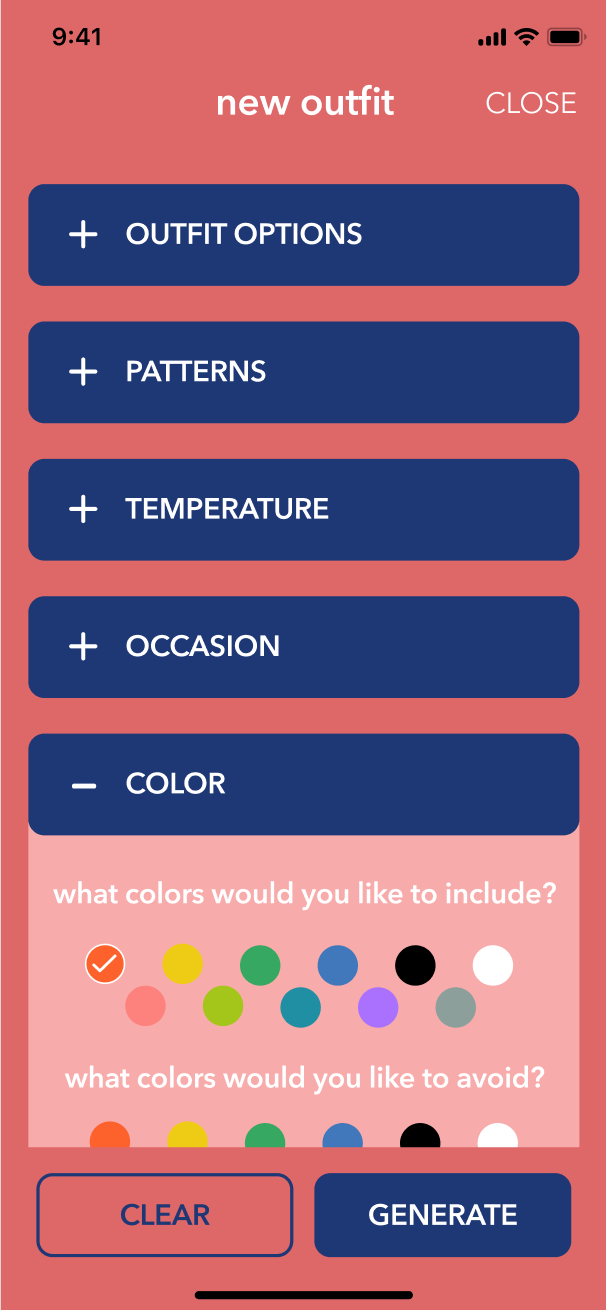 9:41
new outfit
CLOSE
OUTFIT OPTIONS
PATTERNS
TEMPERATURE
OCCASION
COLOR
what colors would you like to include?
what colors would you like to avoid?
CLEAR
GENERATE